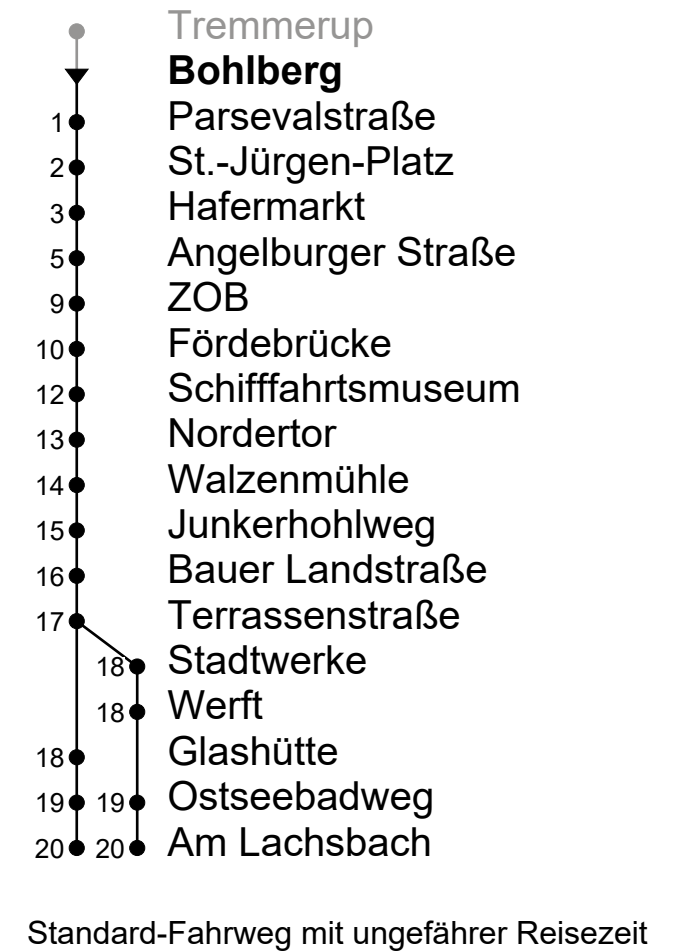 Tremmerup
Bohlberg
1 Parsevalstraße
2 St.-Jürgen-Platz
3 Hafermarkt
5 Angelburger Straße
9 ZOB
10 Fördebrücke
12 Schifffahrtsmuseum
13 Nordertor
14 Walzenmühle
15 Junkerhohlweg
16 Bauer Landstraße
17 Terrassenstraße
18 Stadtwerke
18 Werft
18 Glashütte
19 19 Ostseebadweg
20 20 Am Lachsbach
Standard-Fahrweg mit ungefährer Reisezeit